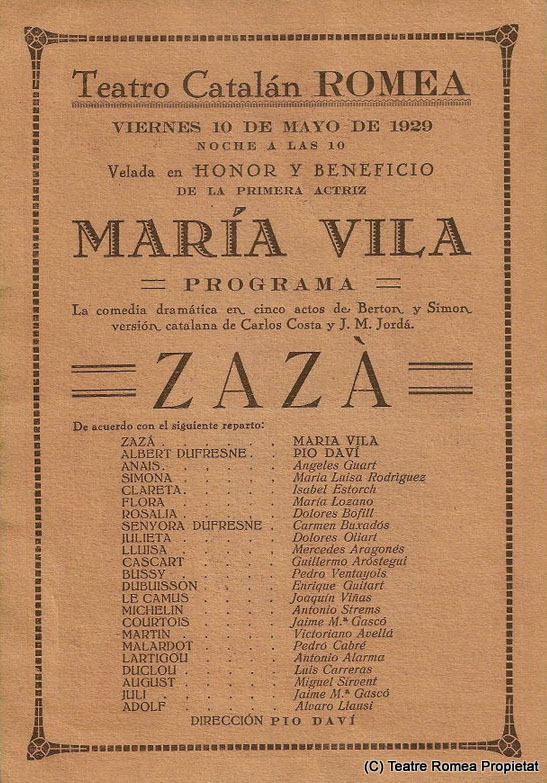 Teatro Catalán ROMEA
VIERNES 10 DE MAYO DE 1929
NOCHE A LAS 10
Velada en HONOR Y BENEFICIO
DE LA PRIMERA ACTRIZ
MARÍA VILA
PROGRAMA
La comedia dramática en cinco actos de Berton y Simon
versión catalana de Carlos Costa y J. M. Jordá.
ZAZÀ
De acuerdo con el siguiente reparto:
ZAZÁ . . . . . . . MARIA VILA
ALBERT DUFRESNE . . PIO DAVÍ
ANAIS . . . . . . Angeles Guart
SIMONA . . . . . . María Luisa Rodríguez
CLARETA . . . . . . Isabel Estorch
FLORA . . . . . . María Lozano
ROSALIA . . . . . . Dolores Bofill
SENYORA DUFRESNE . Carmen Buxadós
JULIETA . . . . . . Dolores Oliart
LLUISA . . . . . . Mercedes Aragonés
CASCART . . . . . Guillermo Aróstegui
BUSSY . . . . . . Pedro Ventayols
DUBUISSÓN . . . . . Enrique Guitart
LE CAMUS . . . . . Joaquín Viñas
MICHELIN . . . . . Antonio Strems
COURTOIS . . . . . Jaime M.ª Gascó
MARTIN . . . . . . Victoriano Avellá
MALARDOT . . . . . Pedro Cabré
LARTIGOU . . . . . Antonio Alarma
DUCLOU . . . . . . Luis Carreras
AUGUST . . . . . . Miguel Sirvent
JULI . . . . . . . Jaime M.ª Gascó
ADOLF . . . . . . Alvaro Llausi
DIRECCIÓN PIO DAVÍ
(C) Teatre Romea Propietat